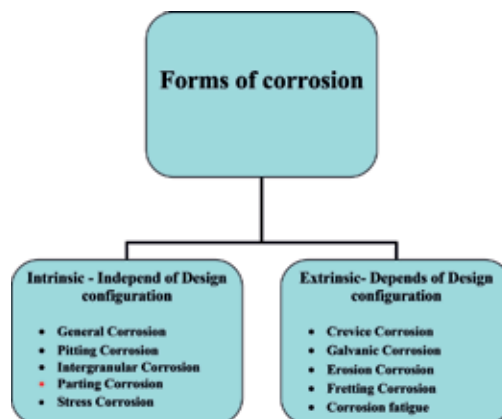 Forms of corrosion
Intrinsic - Independ of Design
configuration
• General Corrosion
• Pitting Corrosion
• Intergranular Corrosion
• Parting Corrosion
• Stress Corrosion
Extrinsic- Depends of Design
configuration
• Crevice Corrosion
• Galvanic Corrosion
• Erosion Corrosion
• Fretting Corrosion
• Corrosion fatigue